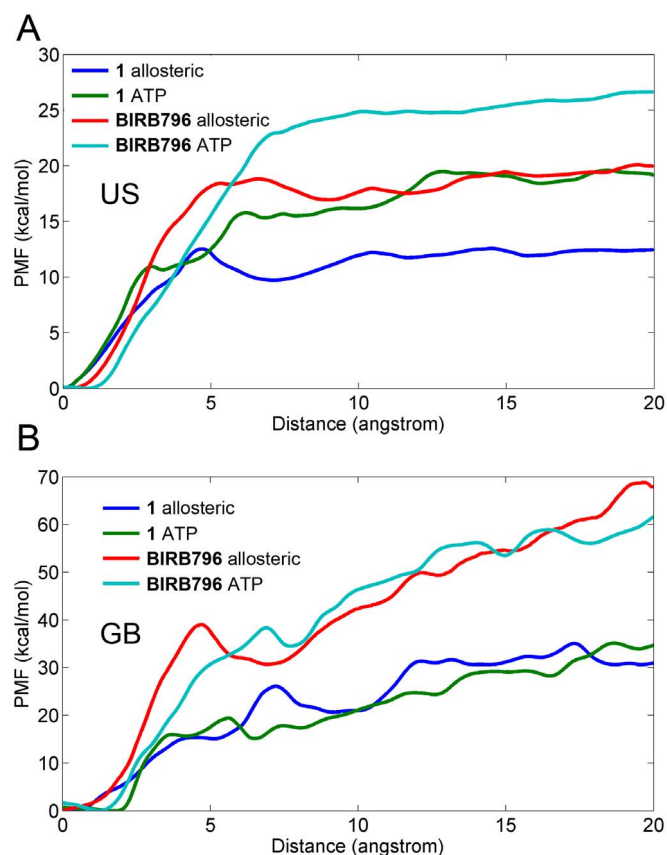 A
30
25
20
15
10
5
0
PMF (kcal/mol)
1 allosteric
1 ATP
BIRB796 allosteric
BIRB796 ATP
US
0 5 10 15 20
Distance (angstrom)
B
70
60
50
40
30
20
10
0
PMF (kcal/mol)
1 allosteric
1 ATP
BIRB796 allosteric
BIRB796 ATP
GB
0 5 10 15 20
Distance (angstrom)